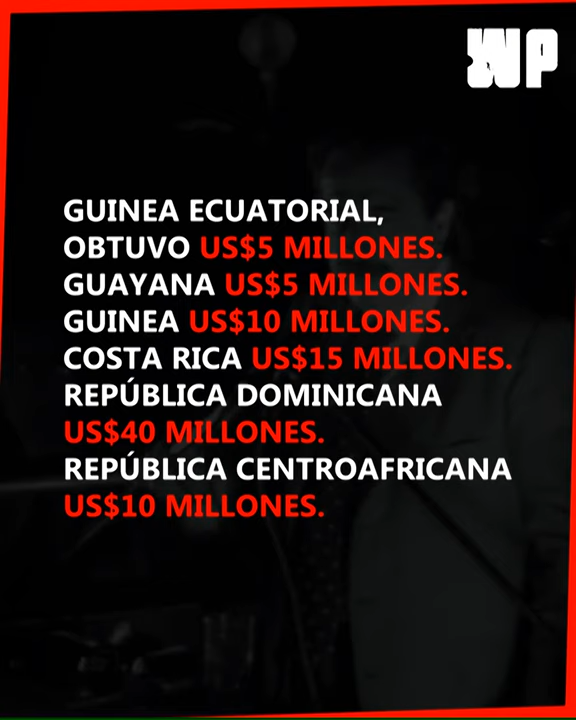 WP
GUINEA ECUATORIAL,
OBTUVO US$5 MILLONES.
GUAYANA US$5 MILLONES.
GUINEA US$10 MILLONES.
COSTA RICA US$15 MILLONES.
REPÚBLICA DOMINICANA
US$40 MILLONES.
REPÚBLICA CENTROAFRICANA
US$10 MILLONES.